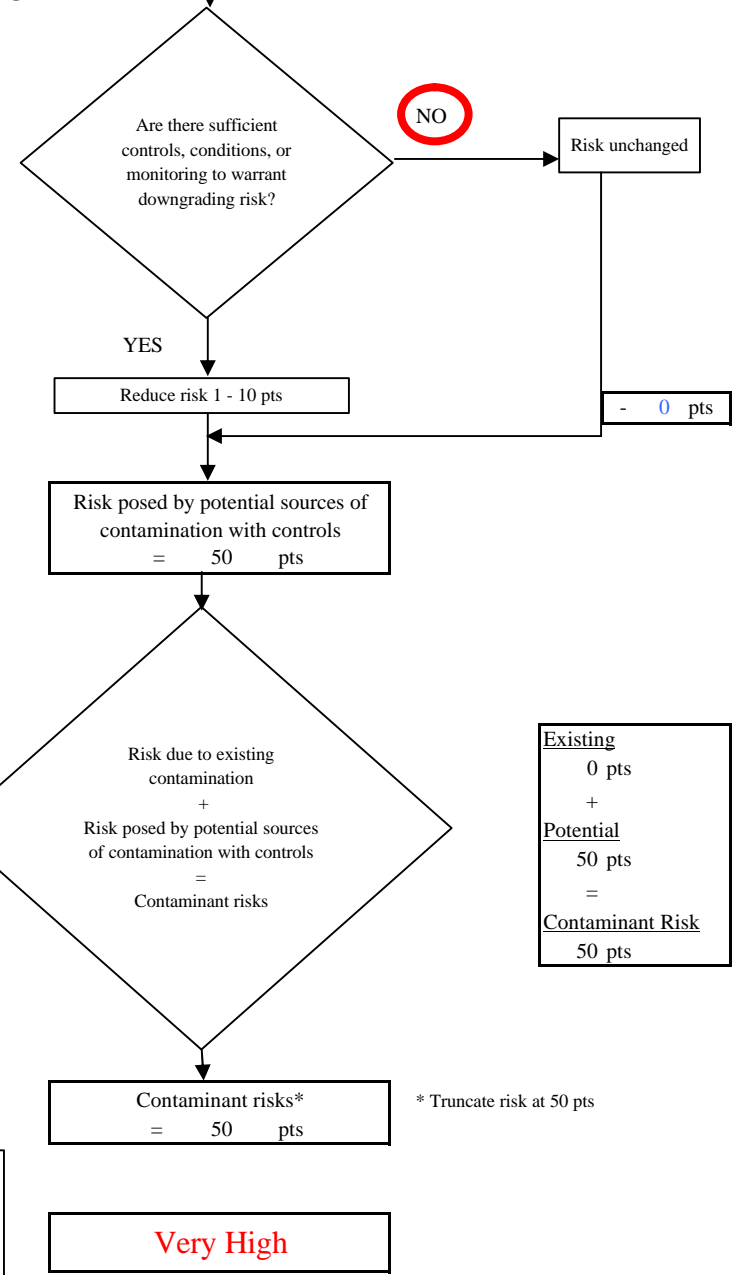 Are there sufficient
controls, conditions, or
monitoring to warrant
downgrading risk?
NO
Risk unchanged
YES
Reduce risk 1 - 10 pts
- 0 pts
Risk posed by potential sources of
contamination with controls
= 50 pts
Risk due to existing
contamination
+
Risk posed by potential sources
of contamination with controls
=
Contaminant risks
Existing
0 pts
+
Potential
50 pts
=
Contaminant Risk
50 pts
Contaminant risks*
= 50 pts
* Truncate risk at 50 pts
Very High